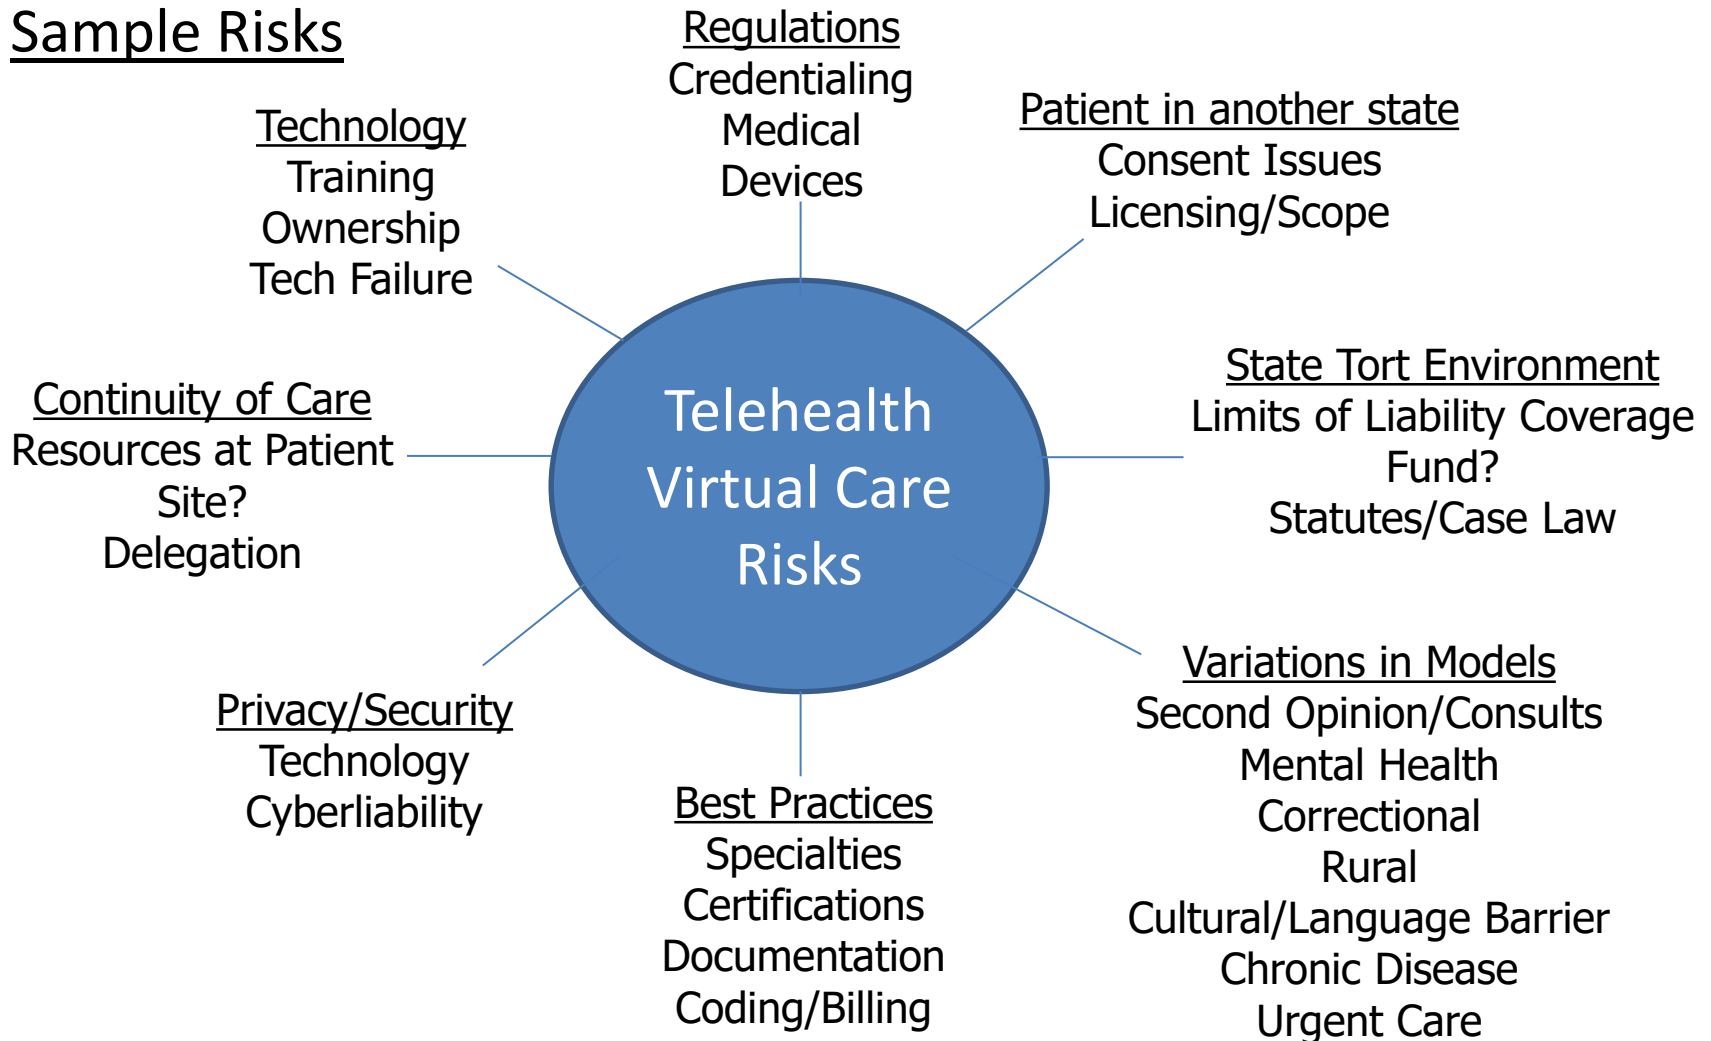 Sample Risks
Regulations
Credentialing
Medical
Devices
Patient in another state
Consent Issues
Licensing/Scope
Technology
Training
Ownership
Tech Failure
State Tort Environment
Limits of Liability Coverage
Fund?
Statutes/Case Law
Continuity of Care
Resources at Patient
Site?
Delegation
Telehealth
Virtual Care
Risks
Variations in Models
Second Opinion/Consults
Mental Health
Correctional
Rural
Cultural/Language Barrier
Chronic Disease
Urgent Care
Privacy/Security
Technology
Cyberliability
Best Practices
Specialties
Certifications
Documentation
Coding/Billing